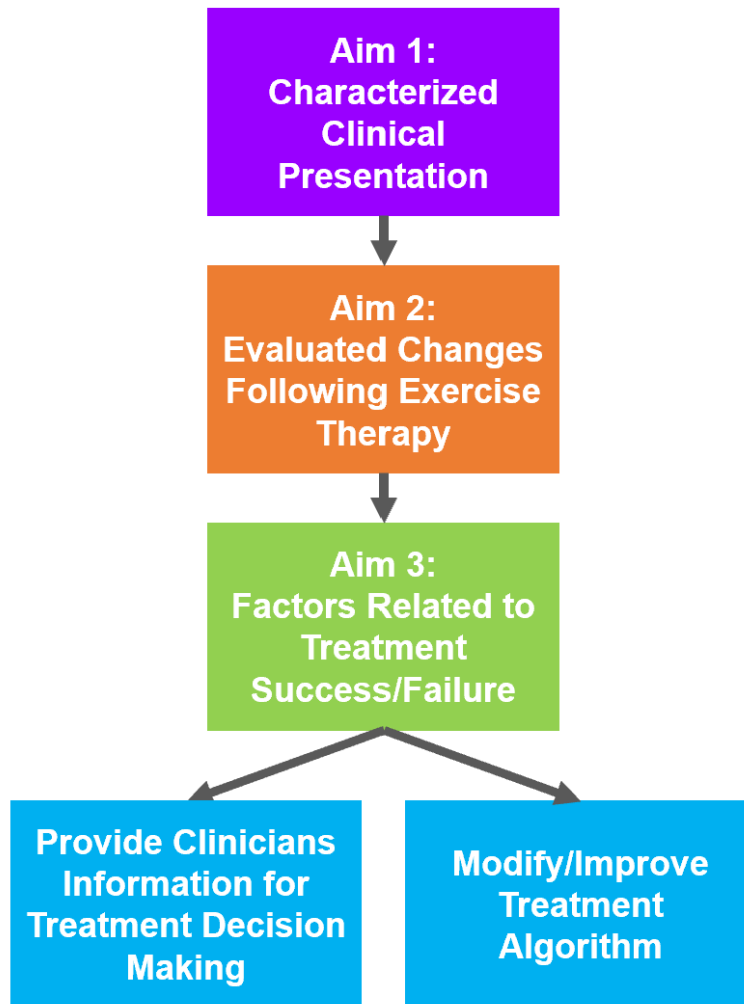 Aim 1:
Characterized
Clinical
Presentation
Aim 2:
Evaluated Changes
Following Exercise
Therapy
Aim 3:
Factors Related to
Treatment
Success/Failure
Provide Clinicians
Information for
Treatment Decision
Making
Modify/Improve
Treatment
Algorithm